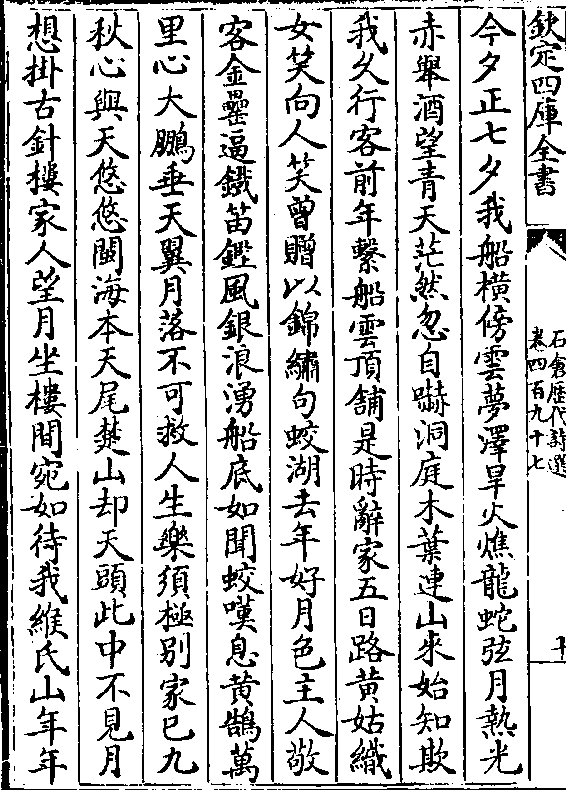 欽定四庫全書
石倉歷代詩選
卷四百九十七
十
今夕正七夕我船橫傍雲夢澤旱火燋龍蛇弦月熱光
赤舉酒望青天茫然忽自嚇洞庭木葉連山來始知欺
我久行客前年繫船雲頂舖是時辭家五日路黃姑織
女笑向人笑曾贈以錦繡句蛟湖去年好月色主人敬
客金罍逼鐵笛鏗風銀浪湧船底如聞蛟嘆息黃鵠萬
里心大鵬垂天翼月落不可救人生樂須極别家已九
秋心與天悠悠閩海本天尾楚山却天頭此中不見月
想掛古針樓家人望月坐樓間宛如待我緱氏山年年